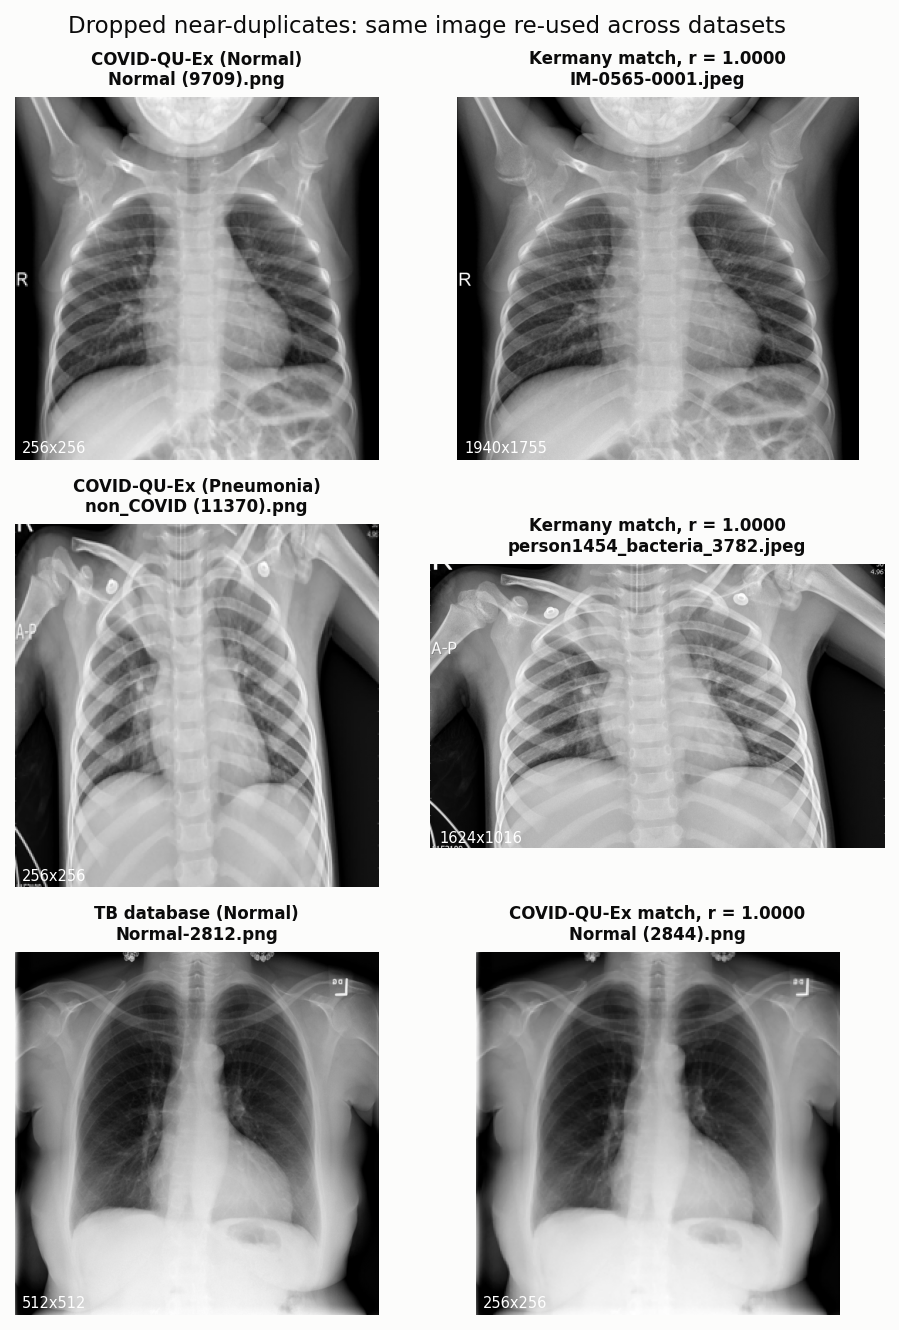 Dropped near-duplicates: same image re-used across datasets
COVID-QU-Ex (Normal)
Normal (9709).png
Kermany match, r = 1.0000
IM-0565-0001.jpeg
R
256x256
R
1940x1755
COVID-QU-Ex (Pneumonia)
non_COVID (11370).png
Kermany match, r = 1.0000
person1454_bacteria_3782.jpeg
A-P
256x256
4.96
A-P
1624x1016
TB database (Normal)
Normal-2812.png
COVID-QU-Ex match, r = 1.0000
Normal (2844).png
512x512
256x256